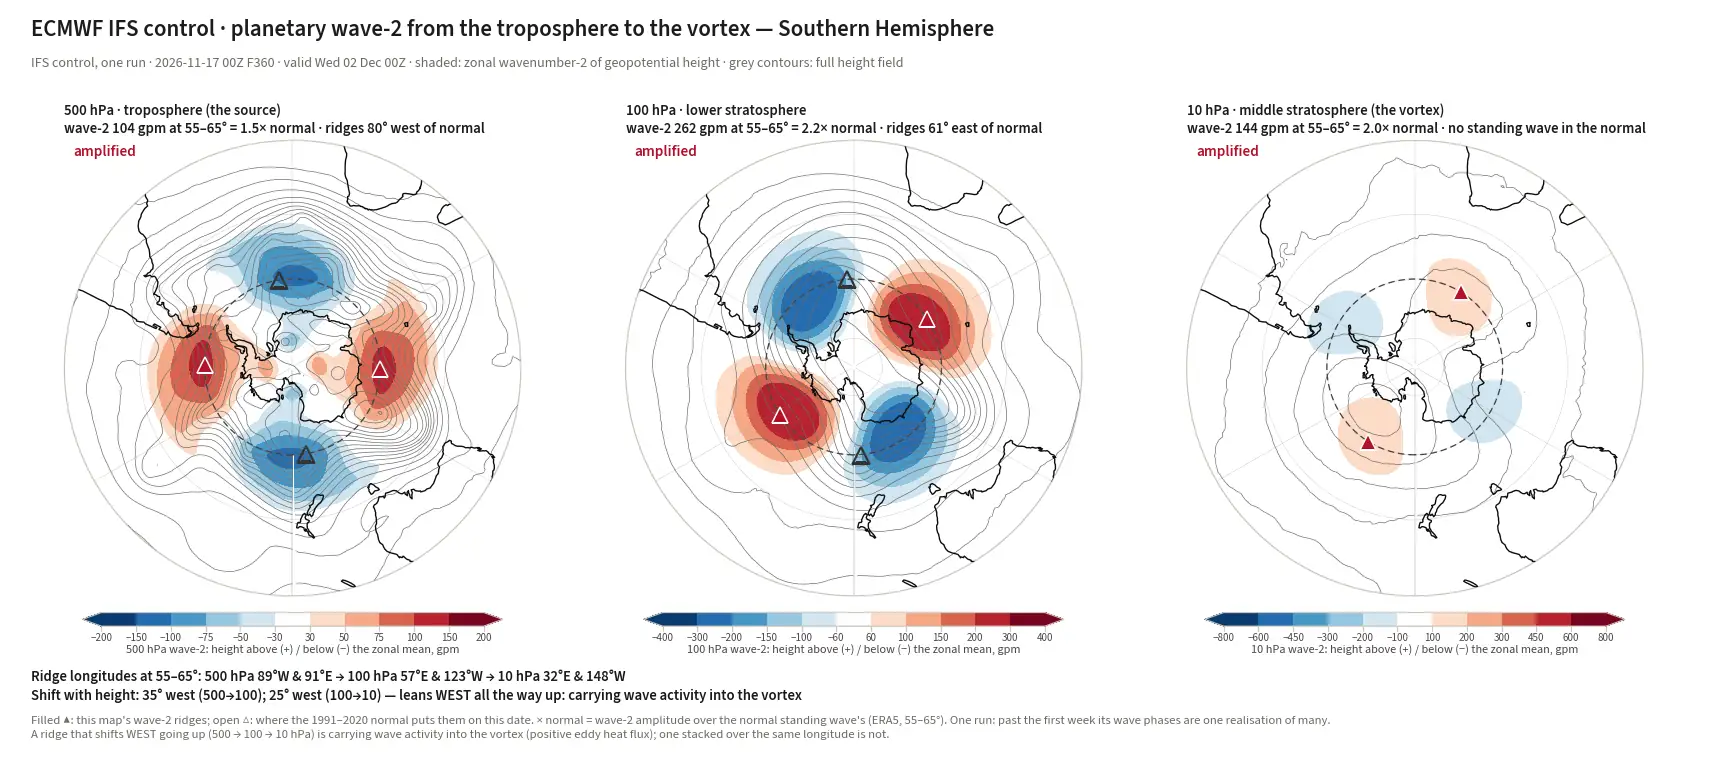 ECMWF IFS control · planetary wave-2 from the troposphere to the vortex — Southern Hemisphere
IFS control, one run · 2026-11-17 00Z F360 · valid Wed 02 Dec 00Z · shaded: zonal wavenumber-2 of geopotential height · grey contours: full height field
500 hPa · troposphere (the source)
wave-2 104 gpm at 55–65° = 1.5× normal · ridges 80° west of normal
amplified
100 hPa · lower stratosphere
wave-2 262 gpm at 55–65° = 2.2× normal · ridges 61° east of normal
amplified
10 hPa · middle stratosphere (the vortex)
wave-2 144 gpm at 55–65° = 2.0× normal · no standing wave in the normal
amplified
−200 −150 −100 −75 −50 −30 30 50 75 100 150 200
500 hPa wave-2: height above (+) / below (−) the zonal mean, gpm
−400 −300 −200 −150 −100 −60 60 100 150 200 300 400
100 hPa wave-2: height above (+) / below (−) the zonal mean, gpm
−800 −600 −450 −300 −200 −100 100 200 300 450 600 800
10 hPa wave-2: height above (+) / below (−) the zonal mean, gpm
Ridge longitudes at 55–65°: 500 hPa 89°W & 91°E → 100 hPa 57°E & 123°W → 10 hPa 32°E & 148°W
Shift with height: 35° west (500→100); 25° west (100→10) — leans WEST all the way up: carrying wave activity into the vortex
Filled ▲: this map's wave-2 ridges; open △: where the 1991–2020 normal puts them on this date. × normal = wave-2 amplitude over the normal standing wave's (ERA5, 55–65°). One run: past the first week its wave phases are one realisation of many.
A ridge that shifts WEST going up (500 → 100 → 10 hPa) is carrying wave activity into the vortex (positive eddy heat flux); one stacked over the same longitude is not.